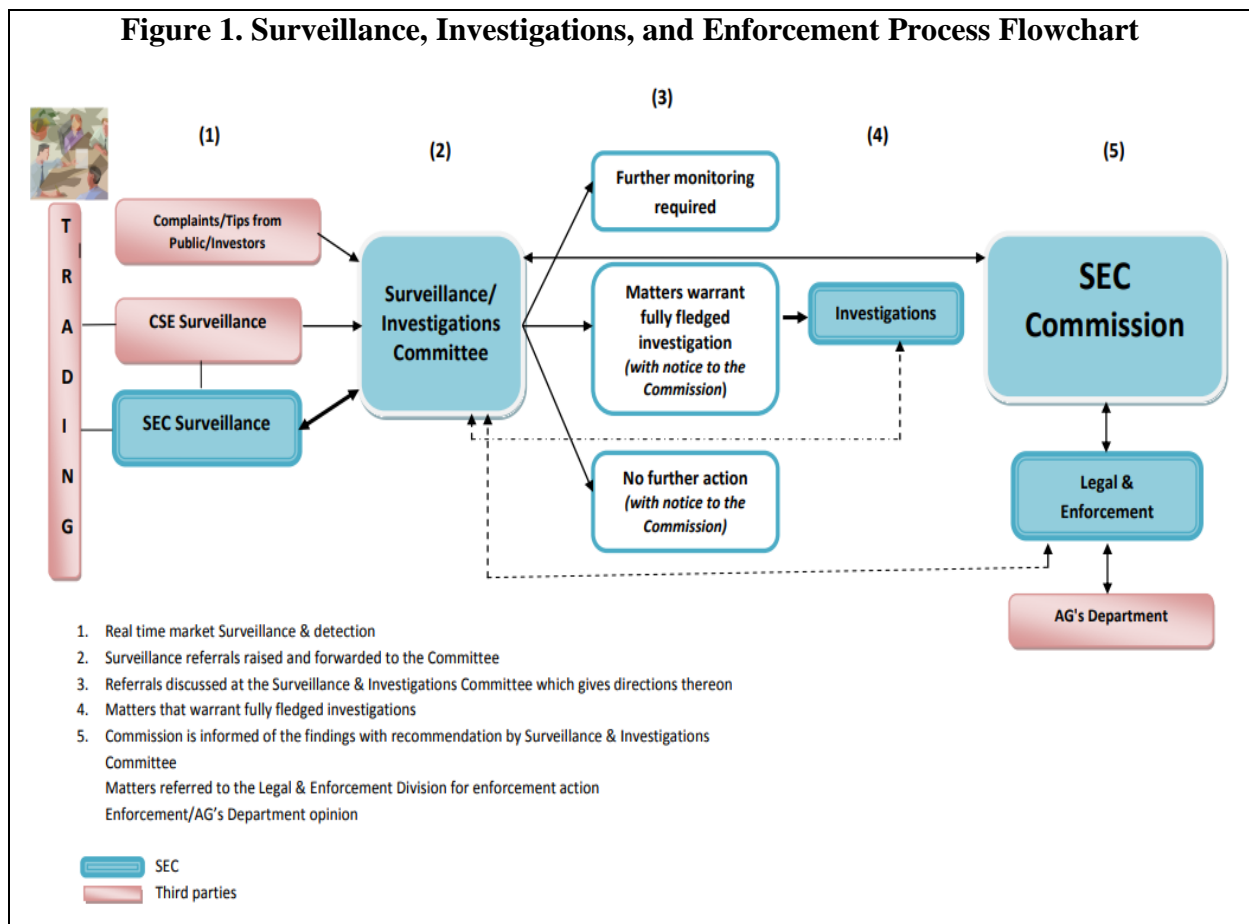 Figure 1. Surveillance, Investigations, and Enforcement Process Flowchart
(1)
(2)
(3)
(4)
(5)
T
R
A
D
I
N
G
Complaints/Tips from
Public/Investors
CSE Surveillance
SEC Surveillance
Surveillance/
Investigations
Committee
Further monitoring
required
Matters warrant
fully fledged
investigation
(with notice to the
Commission)
No further action
(with notice to the
Commission)
Investigations
SEC
Commission
Legal &
Enforcement
AG's Department
1. Real time market Surveillance & detection
2. Surveillance referrals raised and forwarded to the Committee
3. Referrals discussed at the Surveillance & Investigations Committee which gives directions thereon
4. Matters that warrant fully fledged investigations
5. Commission is informed of the findings with recommendation by Surveillance & Investigations
Committee
Matters referred to the Legal & Enforcement Division for enforcement action
Enforcement/AG's Department opinion
SEC
Third parties